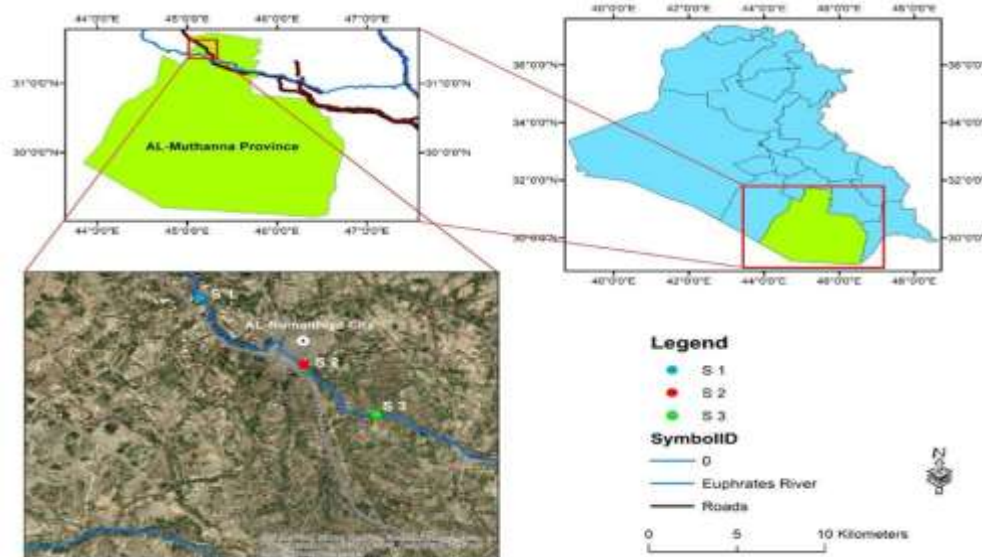 44°0'0"E 45°0'0"E 46°0'0"E 47°0'0"E
31°0'0"N 31°0'0"N
AL-Muthanna Province
30°0'0"N 30°0'0"N
44°0'0"E 45°0'0"E 46°0'0"E 47°0'0"E
40°0'0"E 42°0'0"E 44°0'0"E 46°0'0"E 48°0'0"E
36°0'0"N 36°0'0"N
34°0'0"N 34°0'0"N
32°0'0"N 32°0'0"N
30°0'0"N 30°0'0"N
40°0'0"E 42°0'0"E 44°0'0"E 46°0'0"E 48°0'0"E
S 1
City
S 2
S 3
Legend
S 1
S 2
S 3
SymbolID
0
Euphrates River
Roads
0 5 10 Kilometers
N